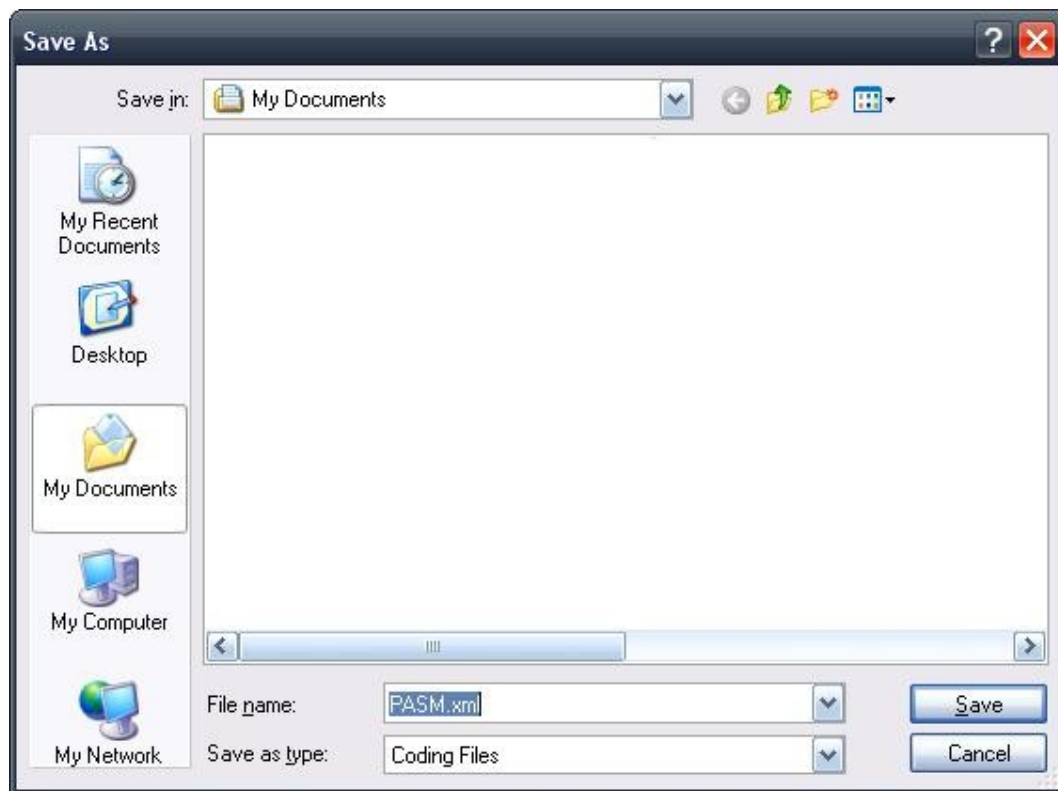 Save As
Save in: My Documents
My Recent
Documents
Desktop
My Documents
My Computer
My Network
File name: PASM.xml Save
Save as type: Coding Files Cancel